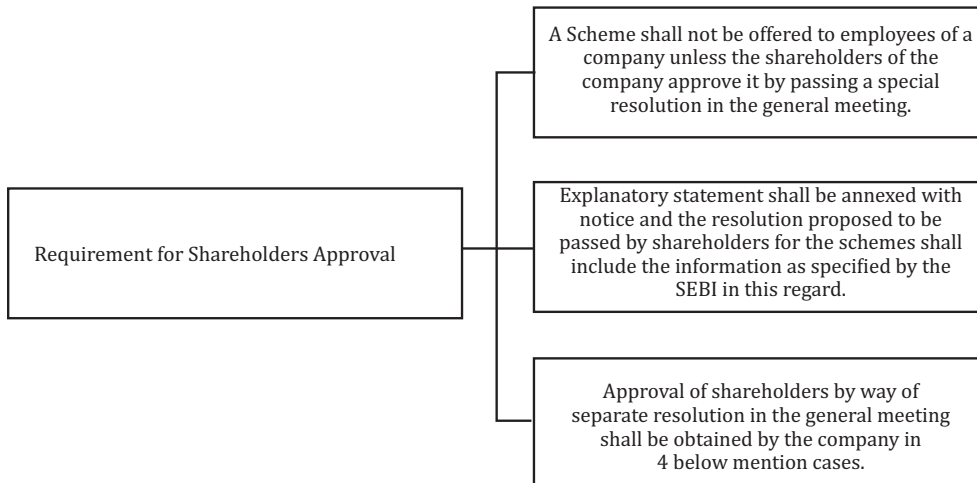 A Scheme shall not be offered to employees of a
company unless the shareholders of the
company approve it by passing a special
resolution in the general meeting.
Requirement for Shareholders Approval
Explanatory statement shall be annexed with
notice and the resolution proposed to be
passed by shareholders for the schemes shall
include the information as specified by the
SEBI in this regard.
Approval of shareholders by way of
separate resolution in the general meeting
shall be obtained by the company in
4 below mention cases.